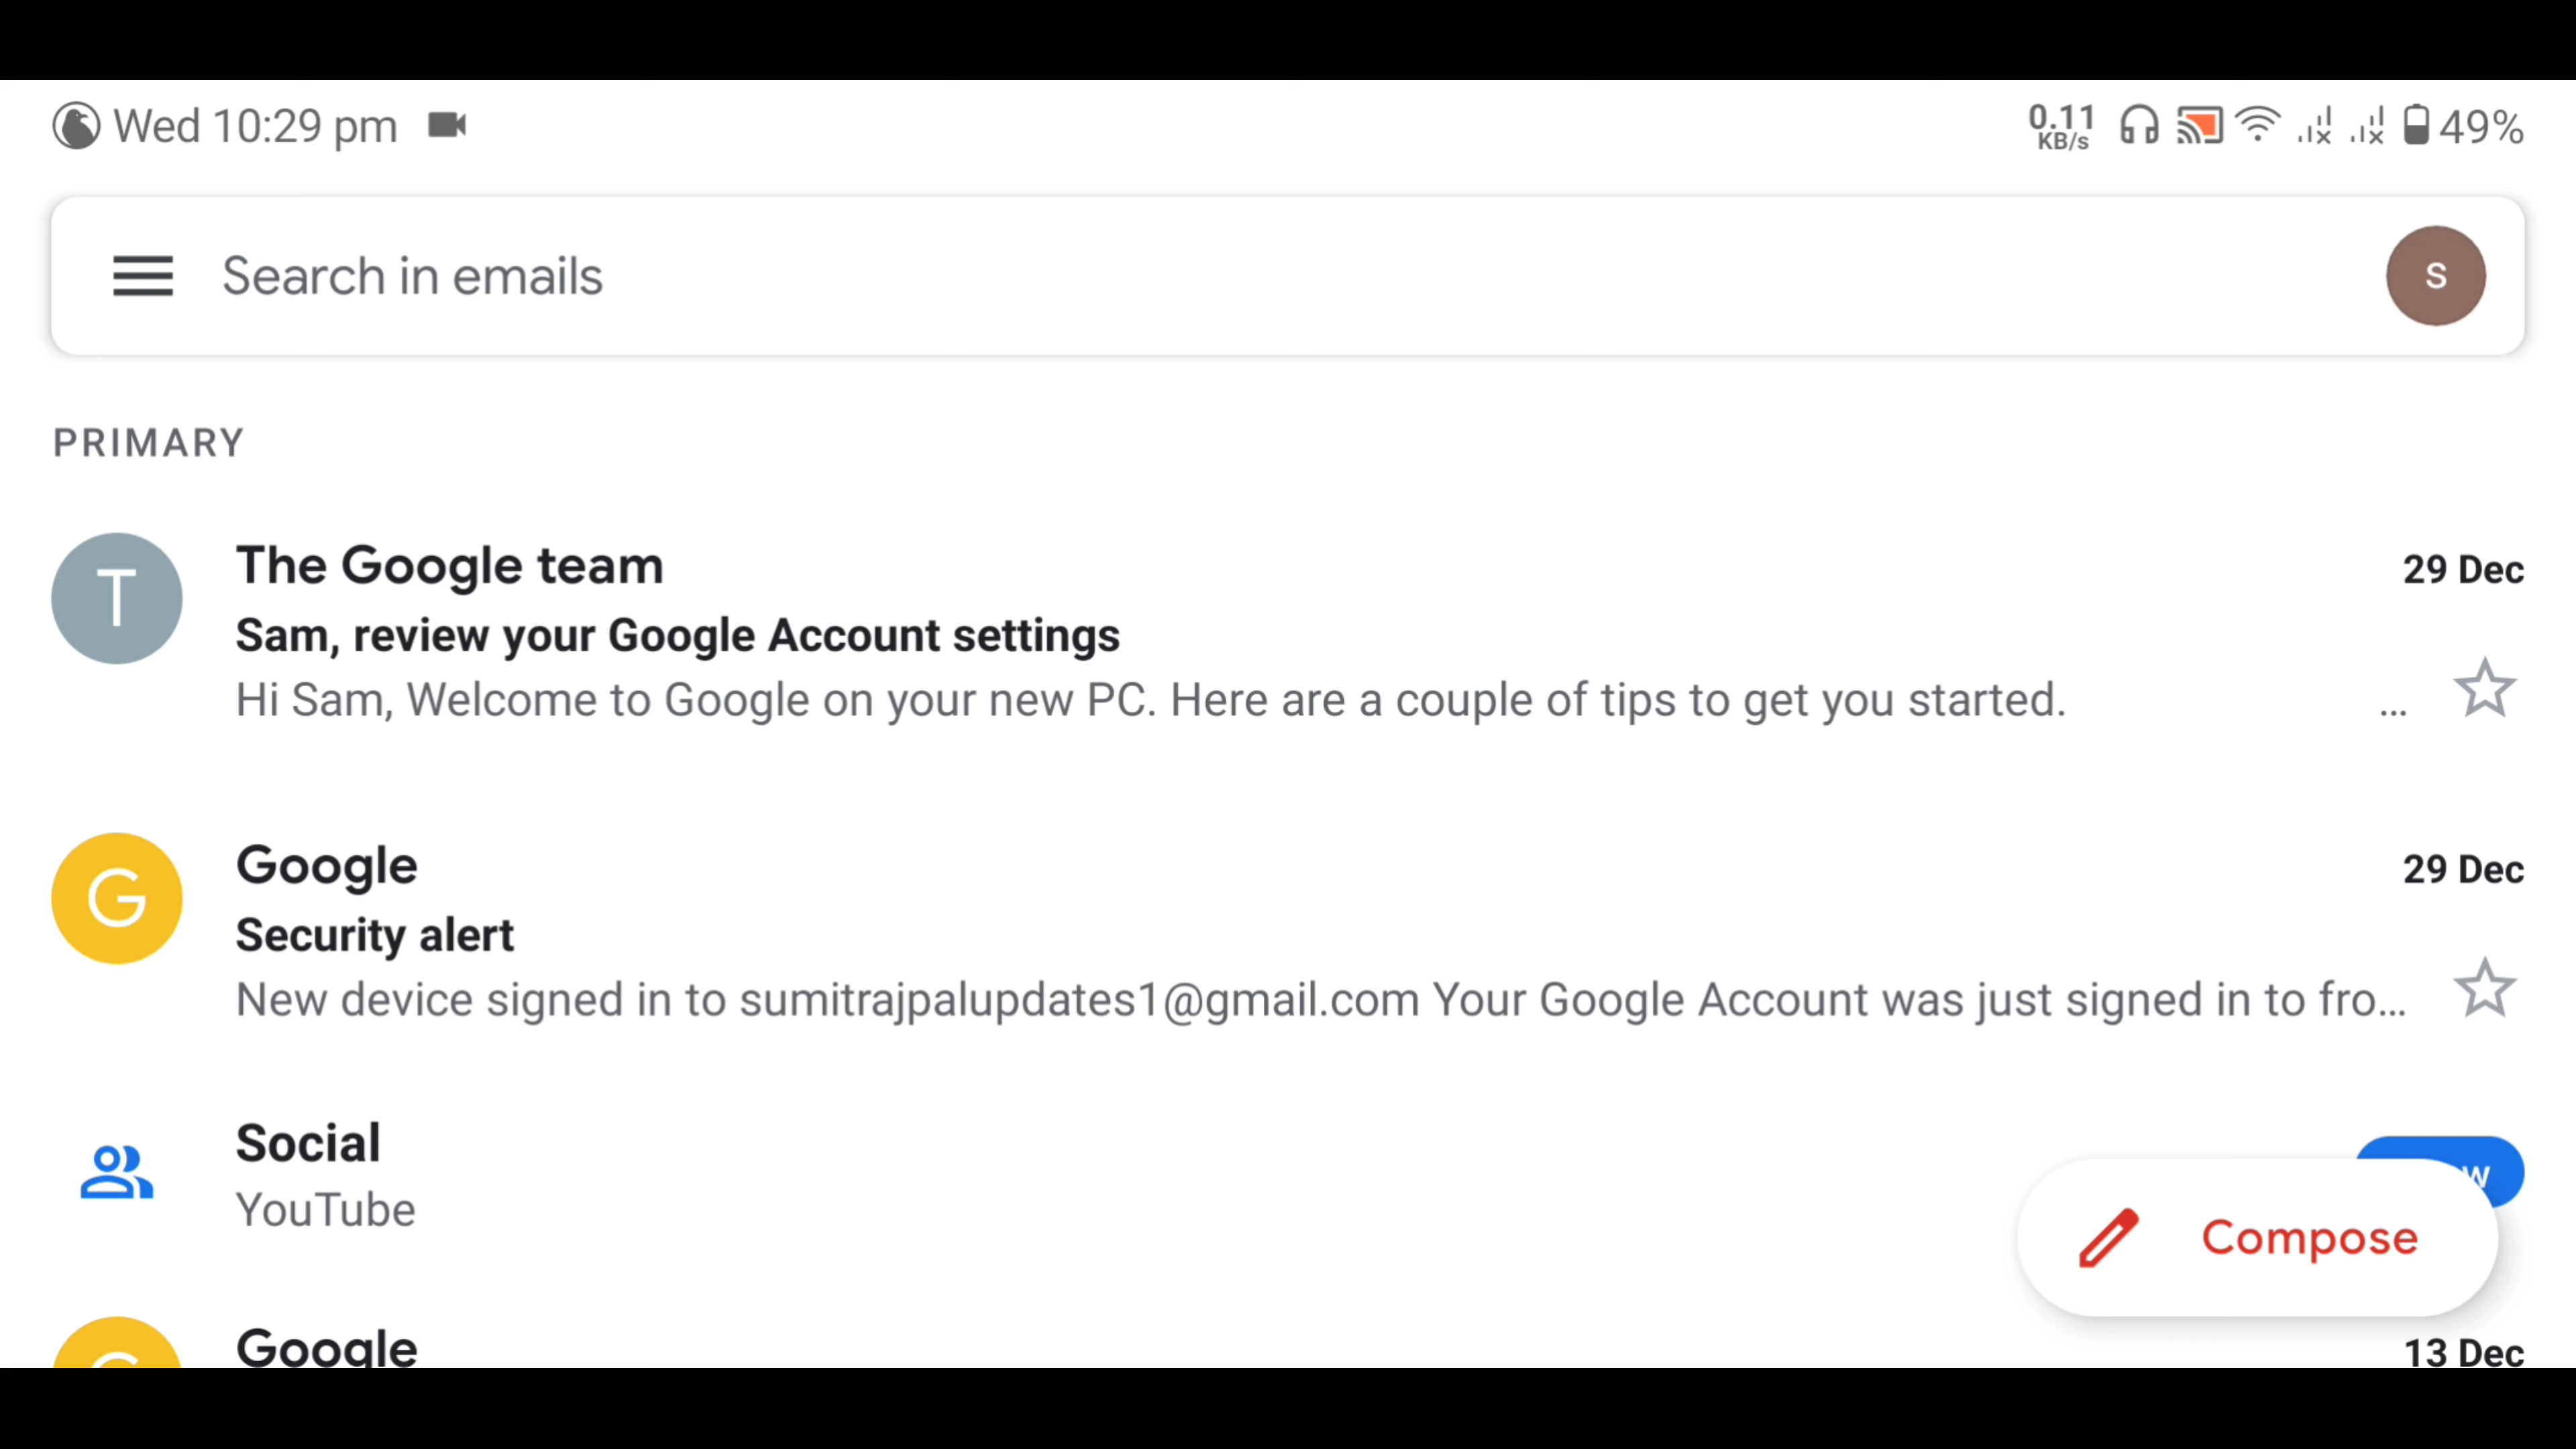 Wed 10:29 pm
0.11
KB/s
49%
Search in emails
S
PRIMARY
T
The Google team
29 Dec
Sam, review your Google Account settings
Hi Sam, Welcome to Google on your new PC. Here are a couple of tips to get you started. ...
G
Google
29 Dec
Security alert
New device signed in to sumitrajpalupdates1@gmail.com Your Google Account was just signed in to fro...
Social
YouTube
Compose
Google
13 Dec